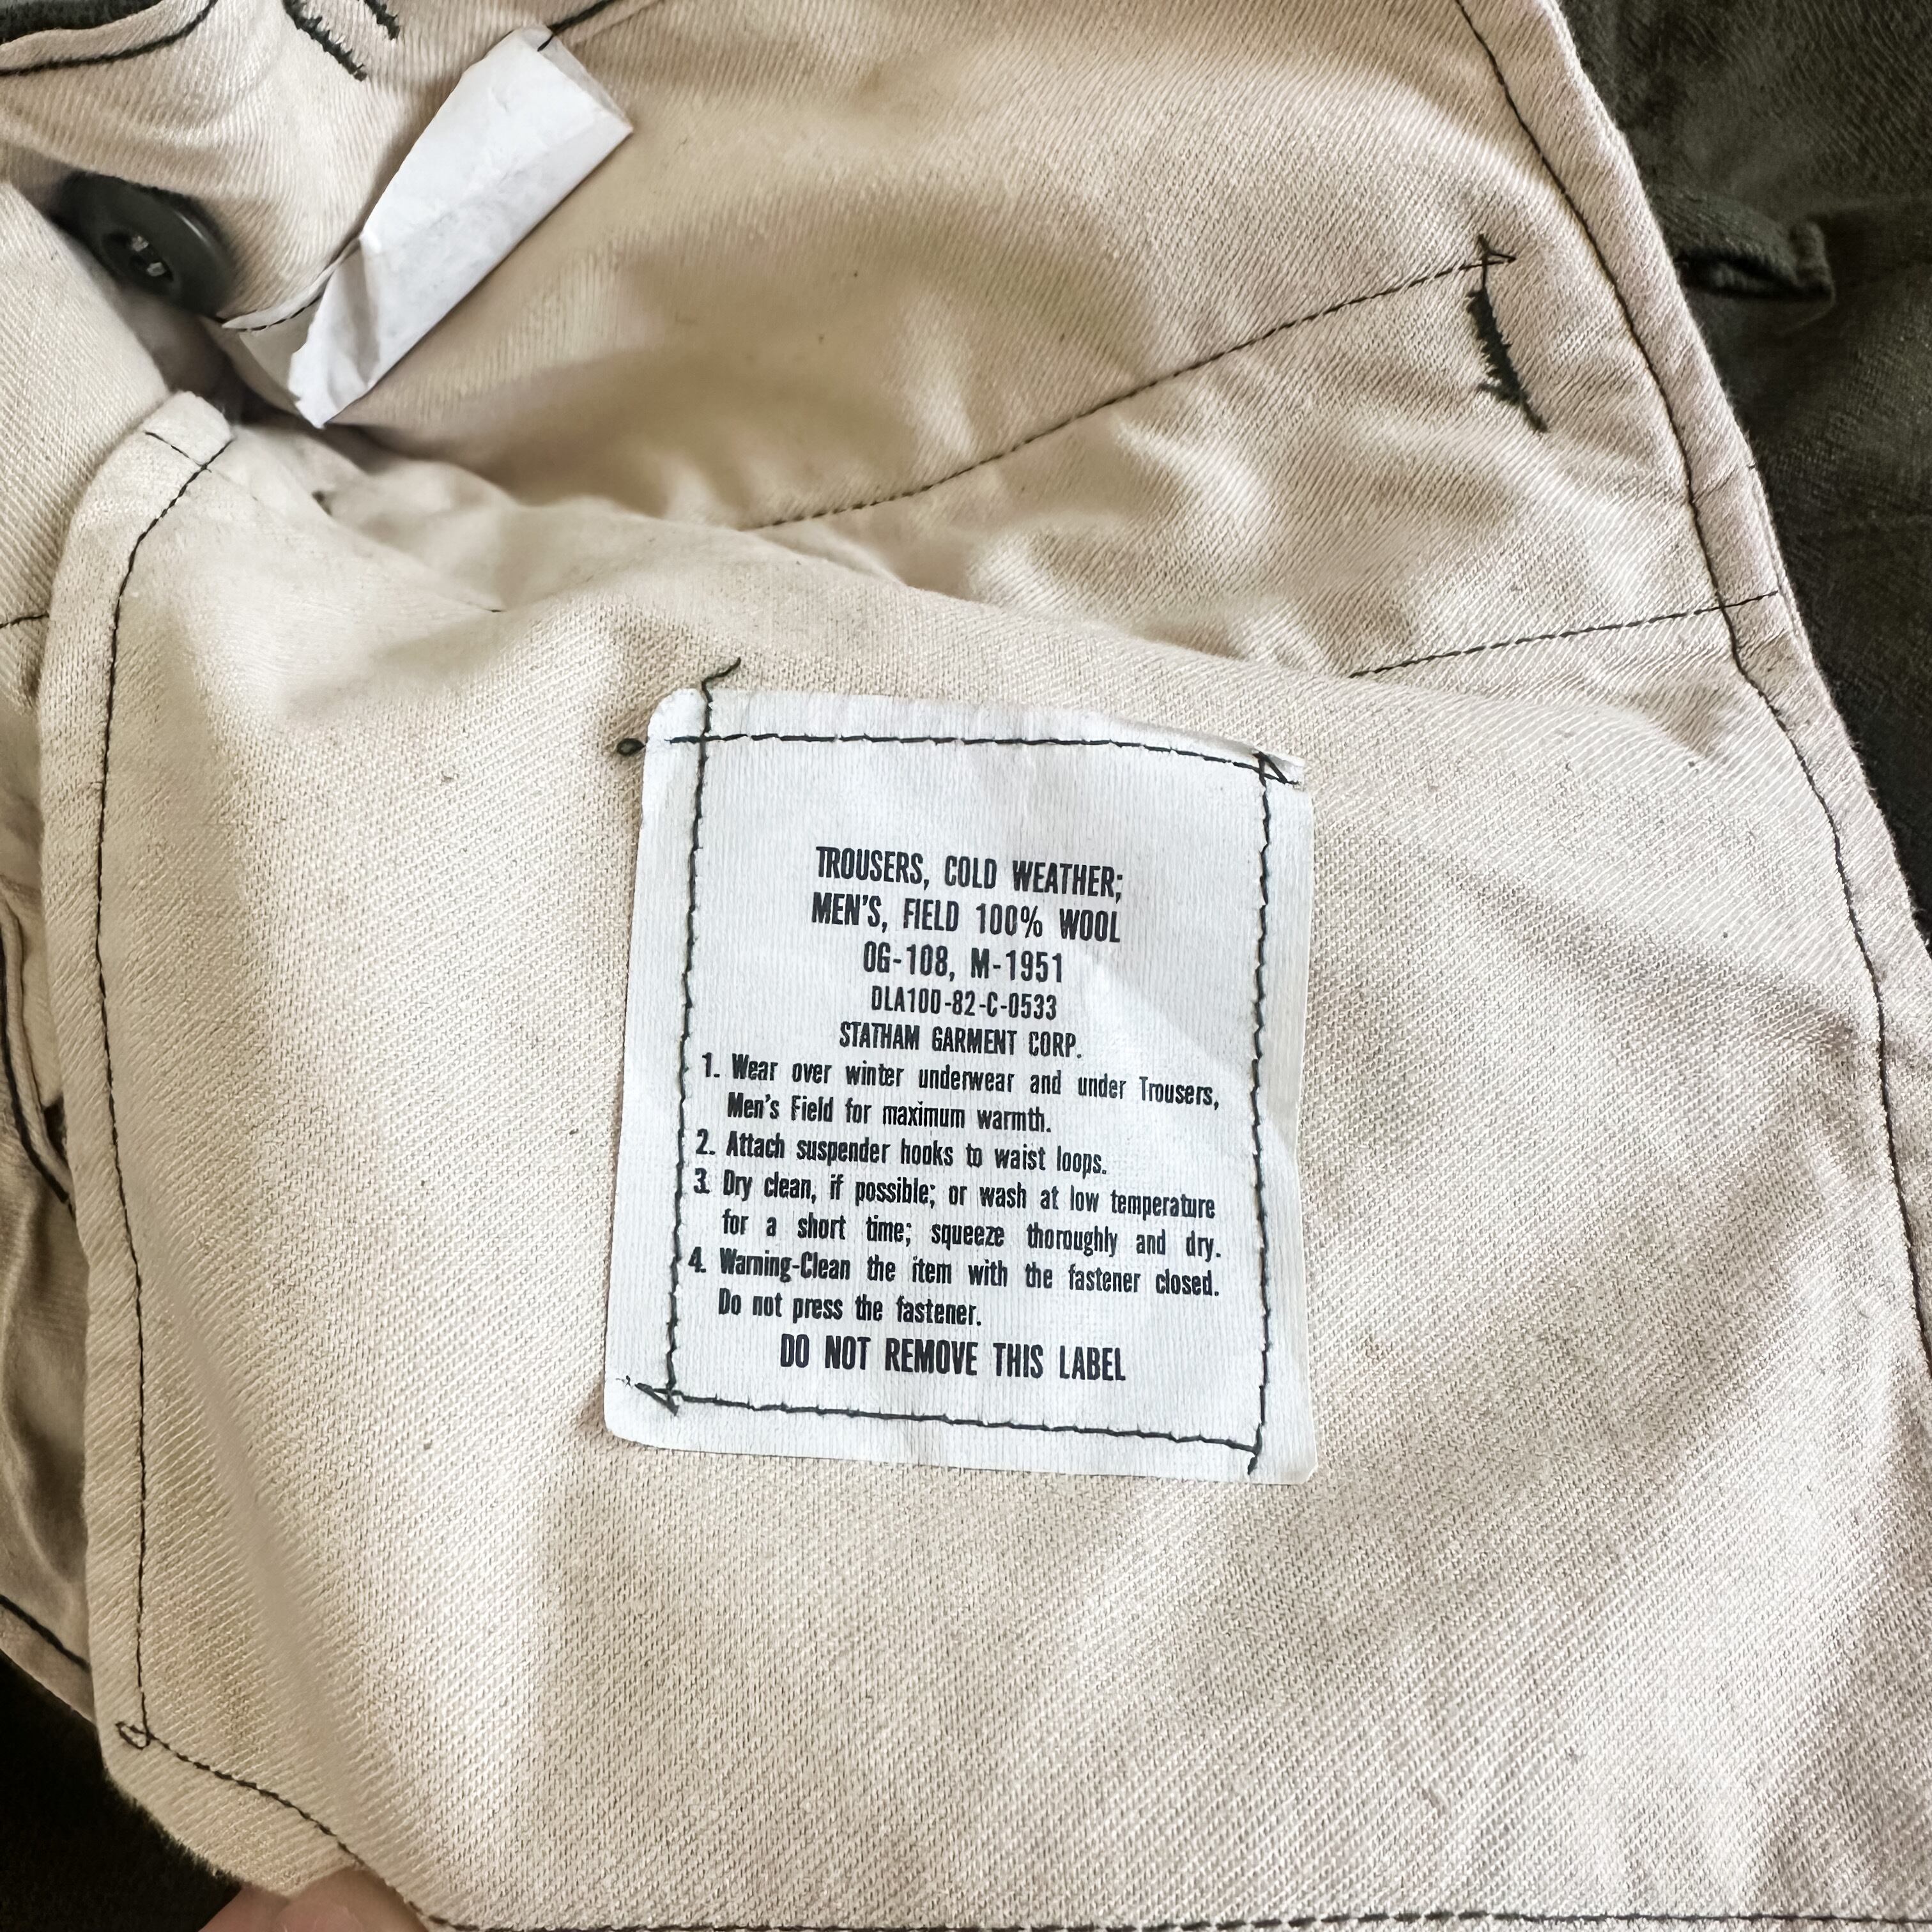 TROUSERS, COLD WEATHER;
MEN'S, FIELD 100% WOOL
OG-108, M-1951
DLA100-82-C-0533
STATHAM GARMENT CORP.
1. Wear over winter underwear and under Trousers,
Men's Field for maximum warmth.
2. Attach suspender hooks to waist loops.
3. Dry clean, if possible; or wash at low temperature
for a short time; squeeze thoroughly and dry.
4. Warning-Clean the item with the fastener closed.
Do not press the fastener.
DO NOT REMOVE THIS LABEL